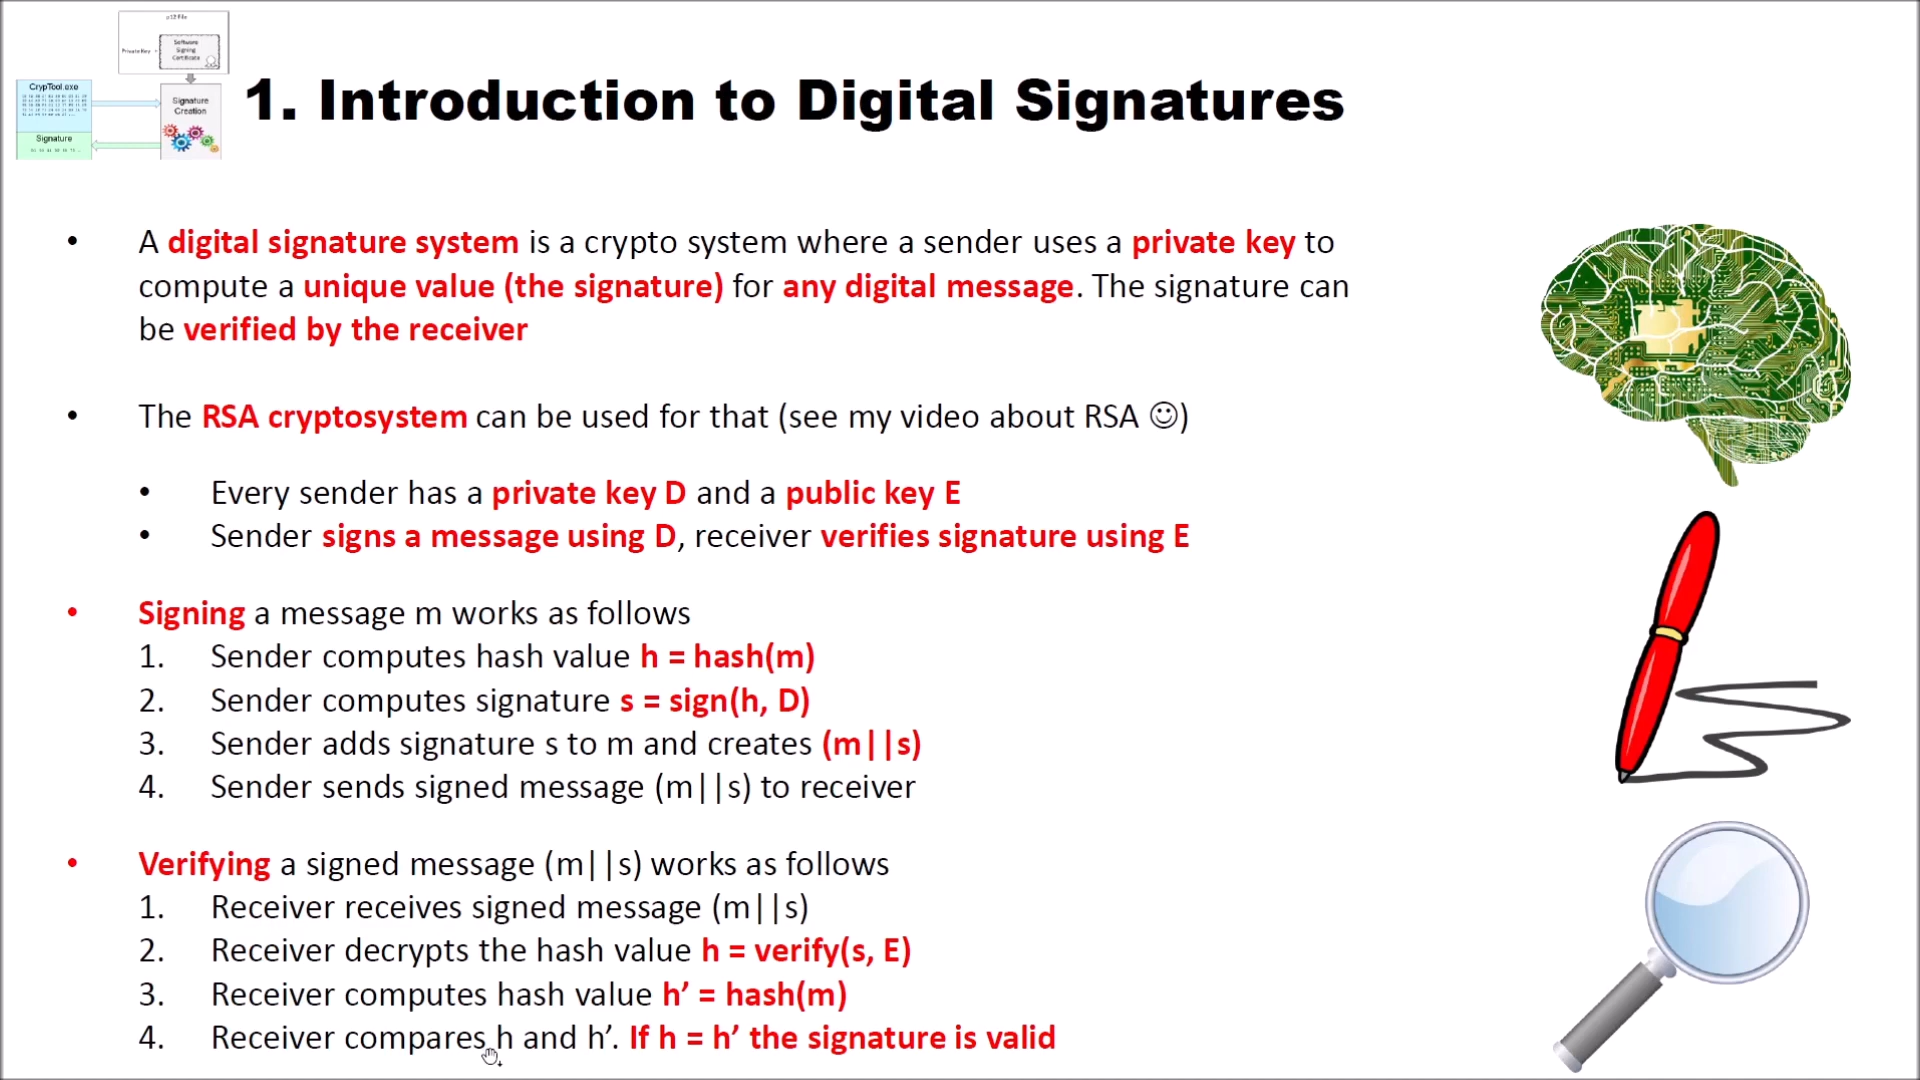 p12 File
Private Key
Software
Signing
Certificate
CrypTool.exe
Signature
Creation
Signature
1. Introduction to Digital Signatures
• A digital signature system is a crypto system where a sender uses a private key to
compute a unique value (the signature) for any digital message. The signature can
be verified by the receiver
• The RSA cryptosystem can be used for that (see my video about RSA ☺)
• Every sender has a private key D and a public key E
• Sender signs a message using D, receiver verifies signature using E
• Signing a message m works as follows
1. Sender computes hash value h = hash(m)
2. Sender computes signature s = sign(h, D)
3. Sender adds signature s to m and creates (m||s)
4. Sender sends signed message (m||s) to receiver
• Verifying a signed message (m||s) works as follows
1. Receiver receives signed message (m||s)
2. Receiver decrypts the hash value h = verify(s, E)
3. Receiver computes hash value h’ = hash(m)
4. Receiver compares h and h’. If h = h’ the signature is valid